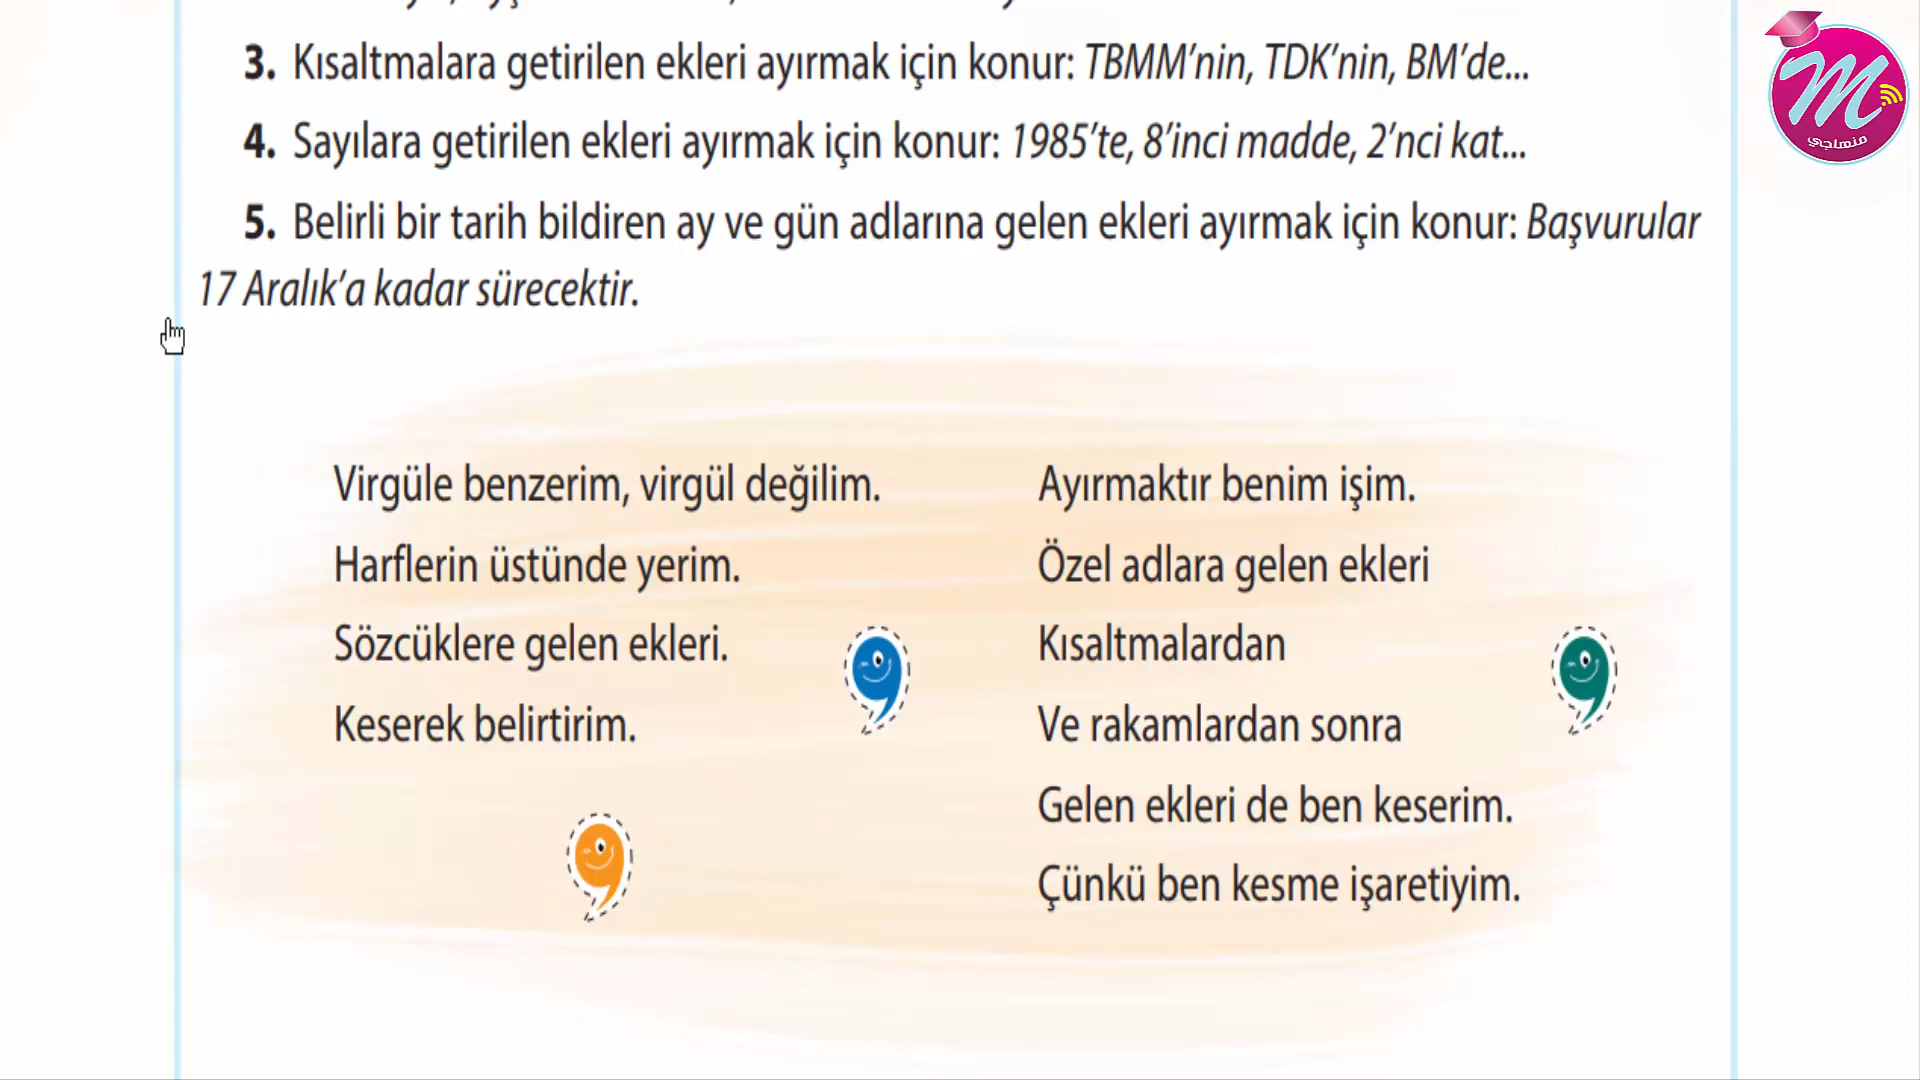 3. Kısaltmalara getirilen ekleri ayırmak için konur: TBMM’nin, TDK’nin, BM’de...
4. Sayılara getirilen ekleri ayırmak için konur: 1985’te, 8’inci madde, 2’nci kat...
5. Belirli bir tarih bildiren ay ve gün adlarına gelen ekleri ayırmak için konur: Başvurular
17 Aralık’a kadar sürecektir.
Virgüle benzerim, virgül değilim.
Harflerin üstünde yerim.
Sözcüklere gelen ekleri.
Keserek belirtirim.
Ayırmaktır benim işim.
Özel adlara gelen ekleri
Kısaltmalardan
Ve rakamlardan sonra
Gelen ekleri de ben keserim.
Çünkü ben kesme işaretiyim.
M
منهاجي